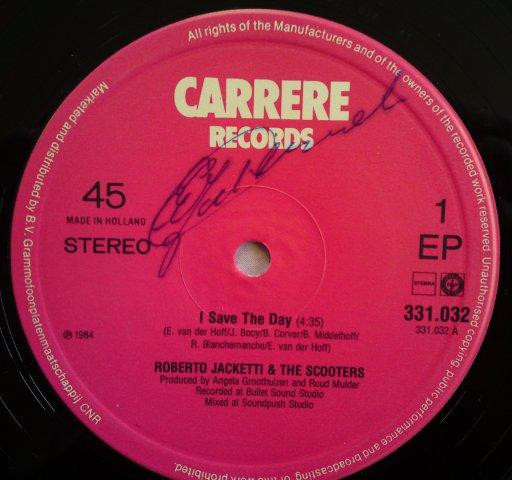 All rights of the Manufacturers and of the owners of the recorded work reserved. Unauthorised copying, public performance and broadcasting of this record prohibited.
Marketed and distributed by B.V. Grammofoonplatenmaatschappij CNR
CARRERE
RECORDS
45
MADE IN HOLLAND
STEREO
1
EP
STEMRA
331.032
331.032 A
℗ 1984
I Save The Day (4:35)
(E. van der Hoff/J. Booy/B. Corver/B. Middelhoff/
R. Blanchemanche/E. van der Hoff)
ROBERTO JACKETTI & THE SCOOTERS
Produced by Angela Groothuizen and Ruud Mulder
Recorded at Bullet Sound Studio
Mixed at Soundpush Studio